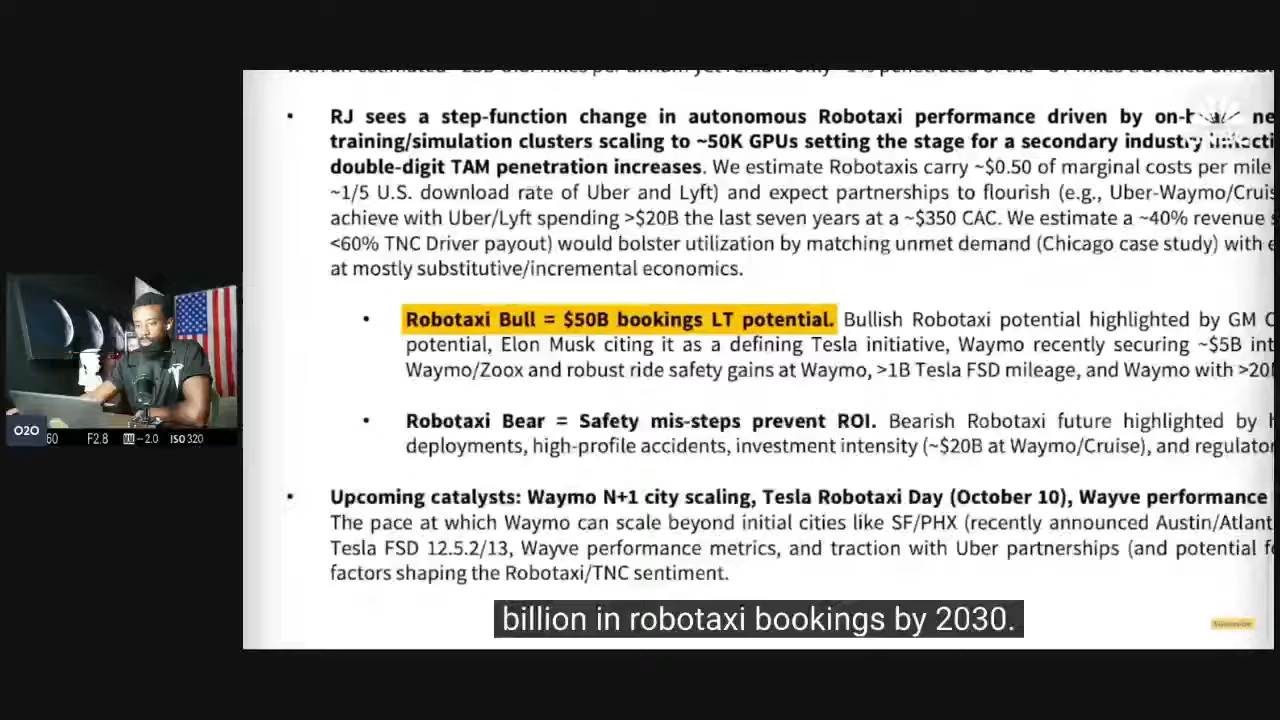 RJ sees a step-function change in autonomous Robotaxi performance driven by
training/simulation clusters scaling to ~50K GPUs setting the stage for a secondary
double-digit TAM penetration increases. We estimate Robotaxis carry ~$0.50 of marginal costs per mile
~1/5 U.S. download rate of Uber and Lyft) and expect partnerships to flourish (e.g., Uber-Waymo/Cruis
achieve with Uber/Lyft spending >$20B the last seven years at a ~$350 CAC. We estimate a ~40% revenue
<60% TNC Driver payout) would bolster utilization by matching unmet demand (Chicago case study) with
at mostly substitutive/incremental economics.
• Robotaxi Bull = $50B bookings LT potential. Bullish Robotaxi potential highlighted by GM
potential, Elon Musk citing it as a defining Tesla initiative, Waymo recently securing ~$5B
Waymo/Zoox and robust ride safety gains at Waymo, >1B Tesla FSD mileage, and Waymo with >20
• Robotaxi Bear = Safety mis-steps prevent ROI. Bearish Robotaxi future highlighted by
deployments, high-profile accidents, investment intensity (~$20B at Waymo/Cruise), and regulator
Upcoming catalysts: Waymo N+1 city scaling, Tesla Robotaxi Day (October 10), Wayve performance
The pace at which Waymo can scale beyond initial cities like SF/PHX (recently announced Austin/Atlant
Tesla FSD 12.5.2/13, Wayve performance metrics, and traction with Uber partnerships (and potential
factors shaping the Robotaxi/TNC sentiment.
billion in robotaxi bookings by 2030.
O2O
60 F2.8 -2.0 ISO 320